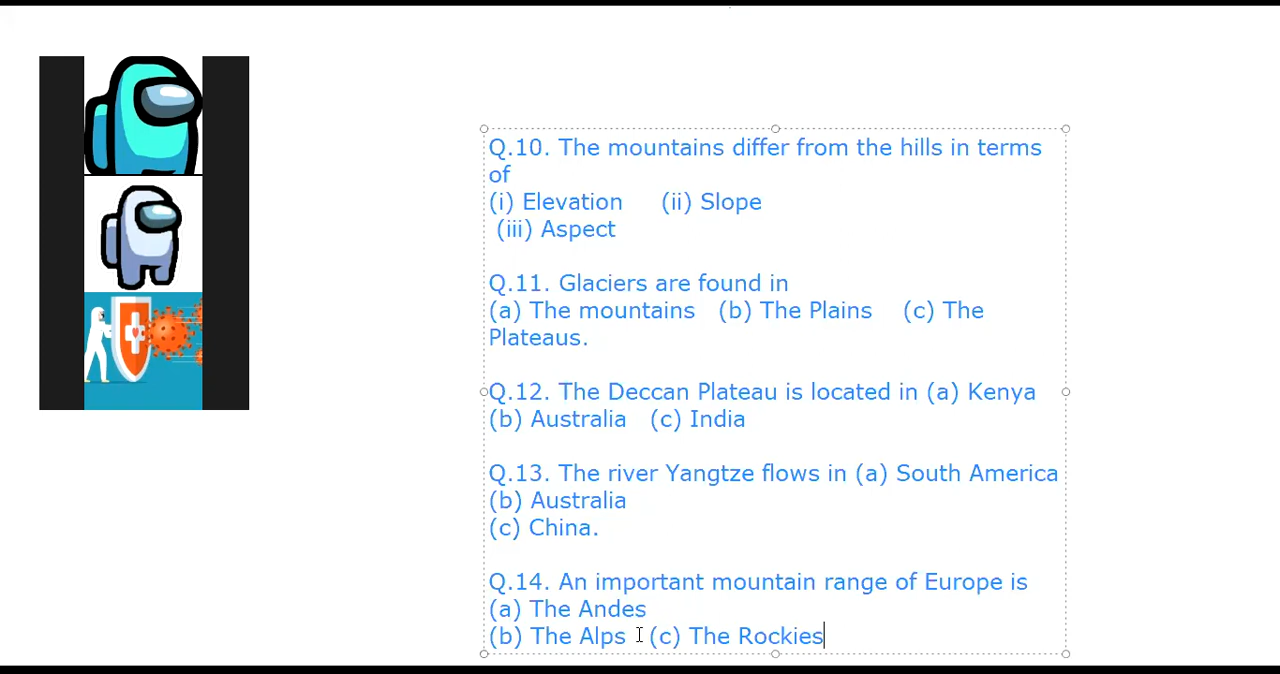 Q.10. The mountains differ from the hills in terms
of
(i) Elevation (ii) Slope
(iii) Aspect
Q.11. Glaciers are found in
(a) The mountains (b) The Plains (c) The
Plateaus.
Q.12. The Deccan Plateau is located in (a) Kenya
(b) Australia (c) India
Q.13. The river Yangtze flows in (a) South America
(b) Australia
(c) China.
Q.14. An important mountain range of Europe is
(a) The Andes
(b) The Alps (c) The Rockies